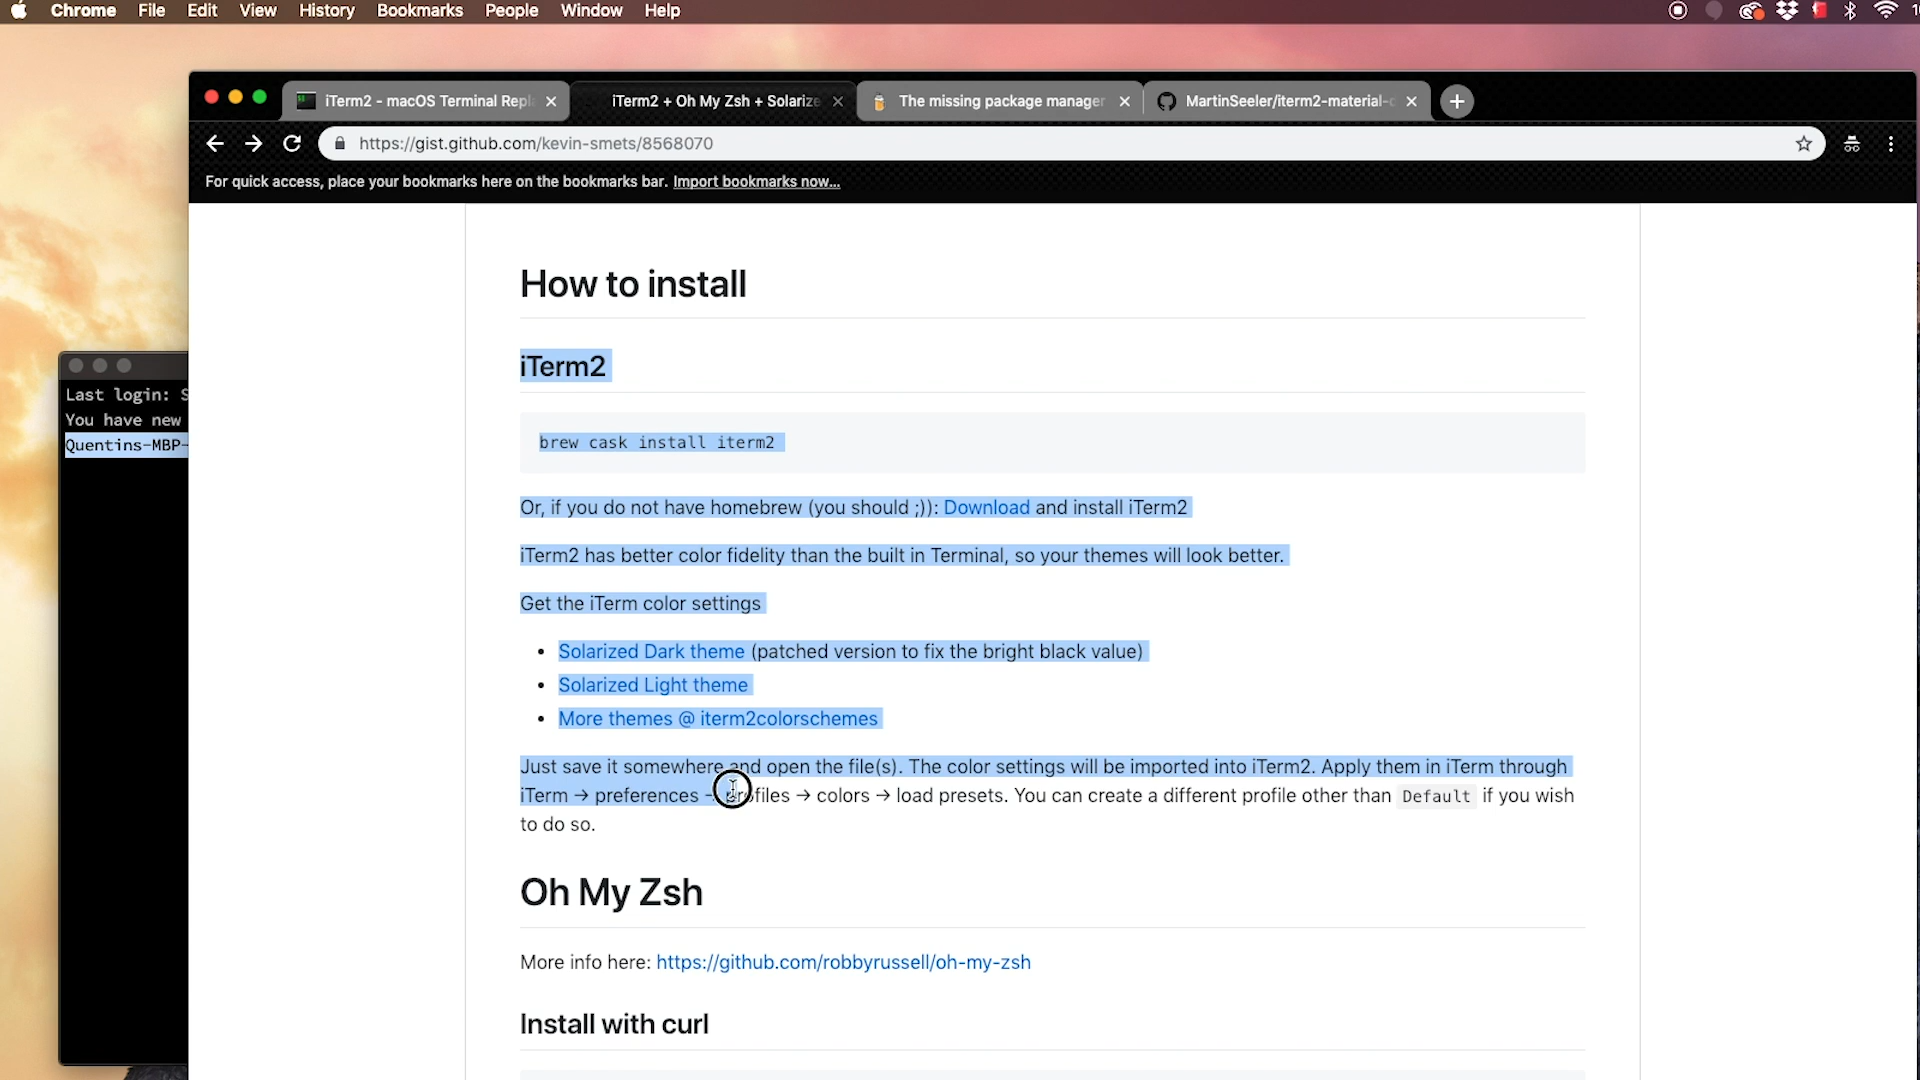 Chrome File Edit View History Bookmarks People Window Help
iTerm2 - macOS Terminal Repl
iTerm2 + Oh My Zsh + Solarize
The missing package manager
MartinSeeler/iterm2-material-
https://gist.github.com/kevin-smets/8568070
For quick access, place your bookmarks here on the bookmarks bar. Import bookmarks now...
Last login: S
You have new
Quentins-MBP-
How to install
iTerm2
brew cask install iterm2
Or, if you do not have homebrew (you should ;)): Download and install iTerm2
iTerm2 has better color fidelity than the built in Terminal, so your themes will look better.
Get the iTerm color settings
• Solarized Dark theme (patched version to fix the bright black value)
• Solarized Light theme
• More themes @ iterm2colorschemes
Just save it somewhere and open the file(s). The color settings will be imported into iTerm2. Apply them in iTerm through
iTerm → preferences → profiles → colors → load presets. You can create a different profile other than Default if you wish
to do so.
Oh My Zsh
More info here: https://github.com/robbyrussell/oh-my-zsh
Install with curl